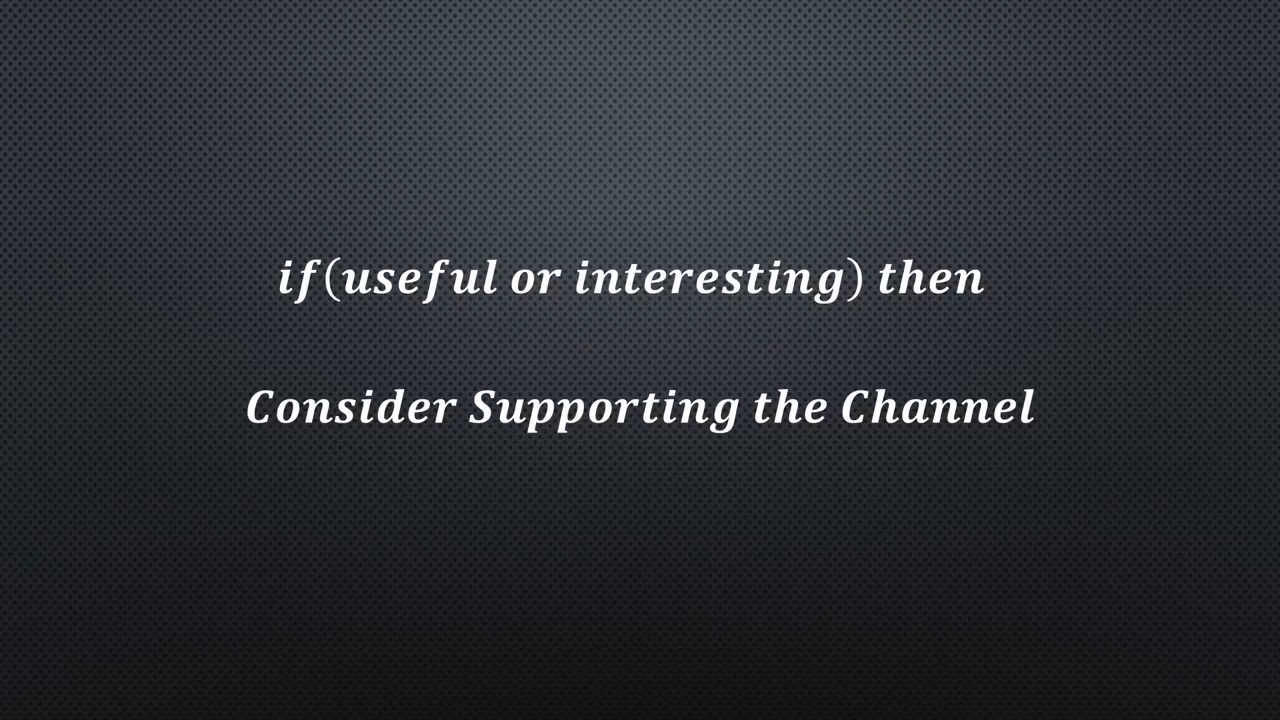 if(useful or interesting) then
Consider Supporting the Channel